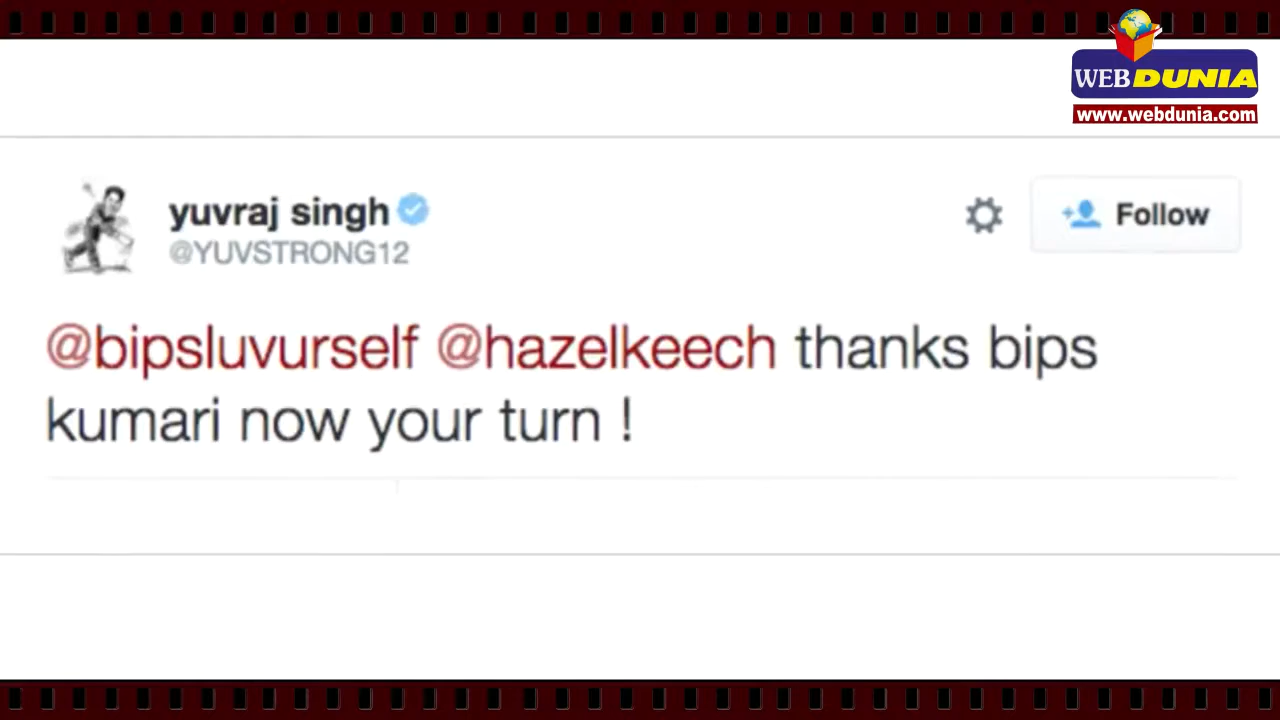 WEBDUNIA
www.webdunia.com
yuvraj singh
@YUVSTRONG12
Follow
@bipsluvurself @hazelkeech thanks bips
kumari now your turn !